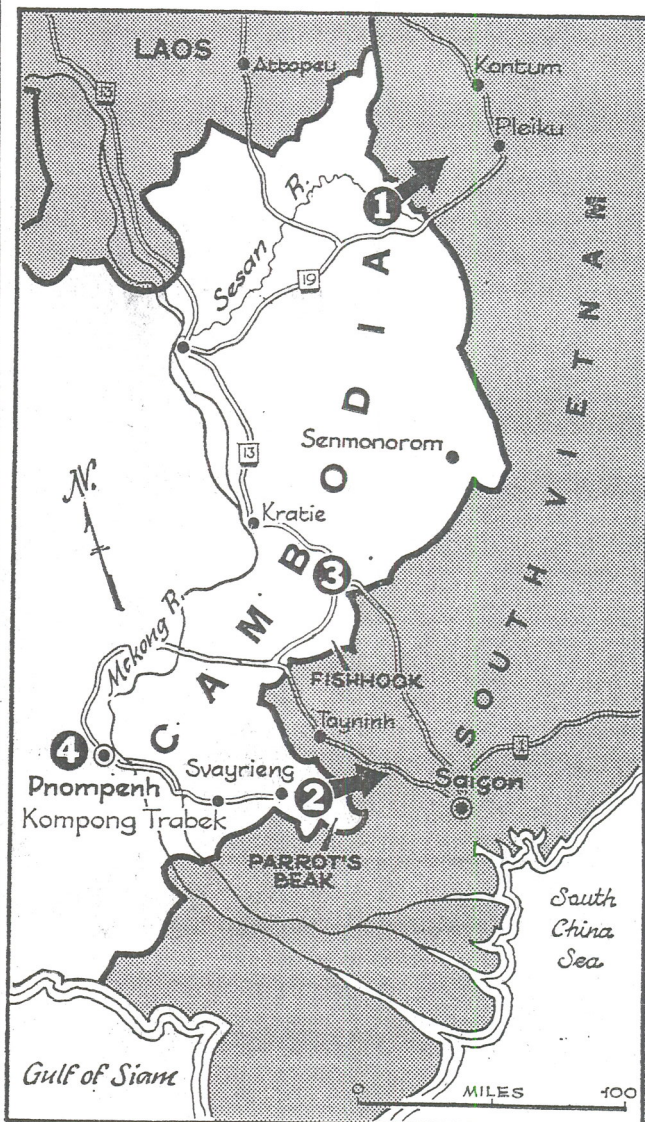 LAOS
Attopeu
Kontum
13
Pleiku
Sesan R.
1
19
CAMBODIA
SOUTH VIETNAM
Senmonorom
13
N.
Kratie
3
Mekong R.
FISHHOOK
Tayninh
1
4
Svayrieng
Pnompenh
2
Saigon
Kompong Trabek
PARROT'S
BEAK
South
China
Sea
Gulf of Siam
0 MILES 100